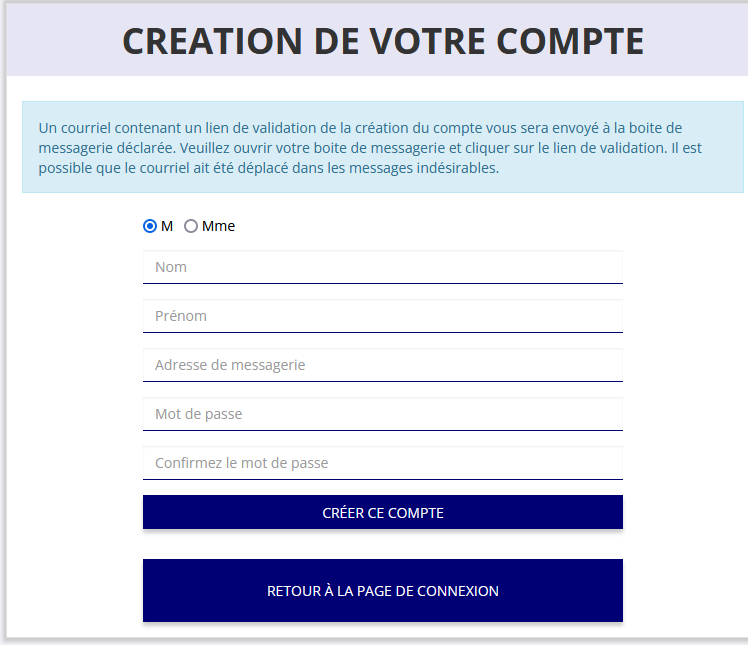 CREATION DE VOTRE COMPTE
Un courriel contenant un lien de validation de la création du compte vous sera envoyé à la boite de
messagerie déclarée. Veuillez ouvrir votre boite de messagerie et cliquer sur le lien de validation. Il est
possible que le courriel ait été déplacé dans les messages indésirables.
M Mme
Nom
Prénom
Adresse de messagerie
Mot de passe
Confirmez le mot de passe
CRÉER CE COMPTE
RETOUR À LA PAGE DE CONNEXION